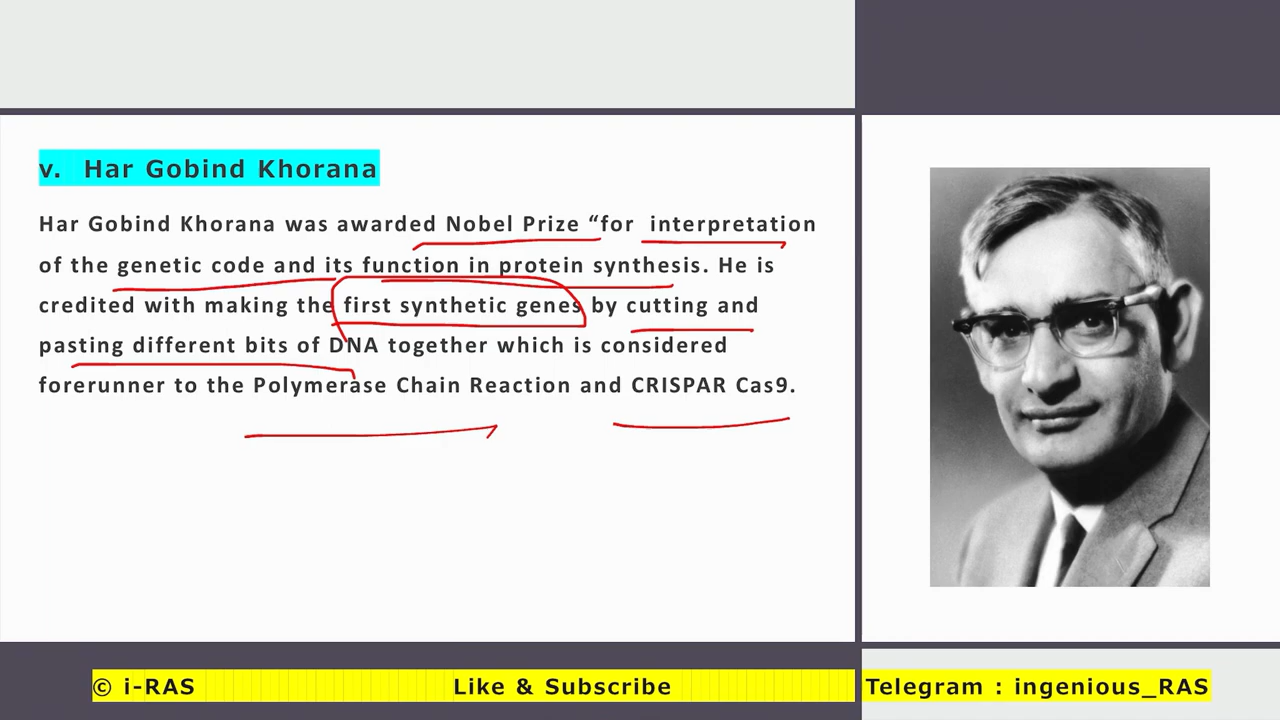 v. Har Gobind Khorana
Har Gobind Khorana was awarded Nobel Prize “for interpretation
of the genetic code and its function in protein synthesis. He is
credited with making the first synthetic genes by cutting and
pasting different bits of DNA together which is considered
forerunner to the Polymerase Chain Reaction and CRISPAR Cas9.
© i-RAS Like & Subscribe Telegram : ingenious_RAS